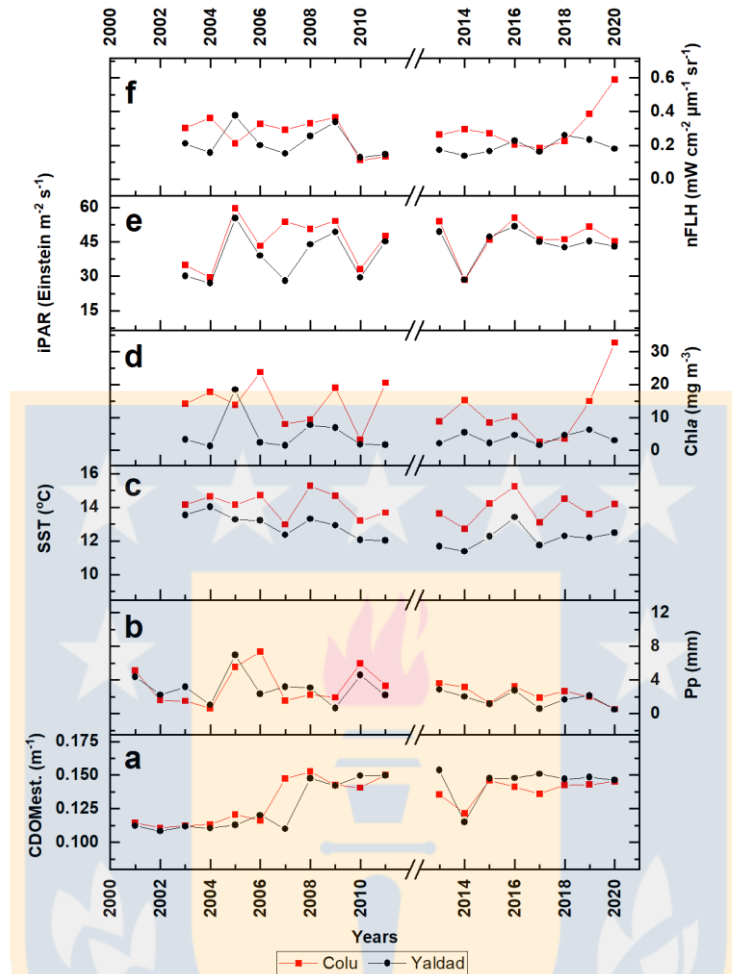 2000 2002 2004 2006 2008 2010 2014 2016 2018 2020
f
0.6
0.4
0.2
0.0
nFLH (mW cm⁻² µm⁻¹ sr⁻¹)
e
60
45
30
15
iPAR (Einstein m⁻² s⁻¹)
d
30
20
10
0
Chla (mg m⁻³)
c
16
14
12
10
SST (°C)
b
12
8
4
0
Pp (mm)
a
0.175
0.150
0.125
0.100
CDOMest. (m⁻¹)
2000 2002 2004 2006 2008 2010 2014 2016 2018 2020
Years
Colu Yaldad